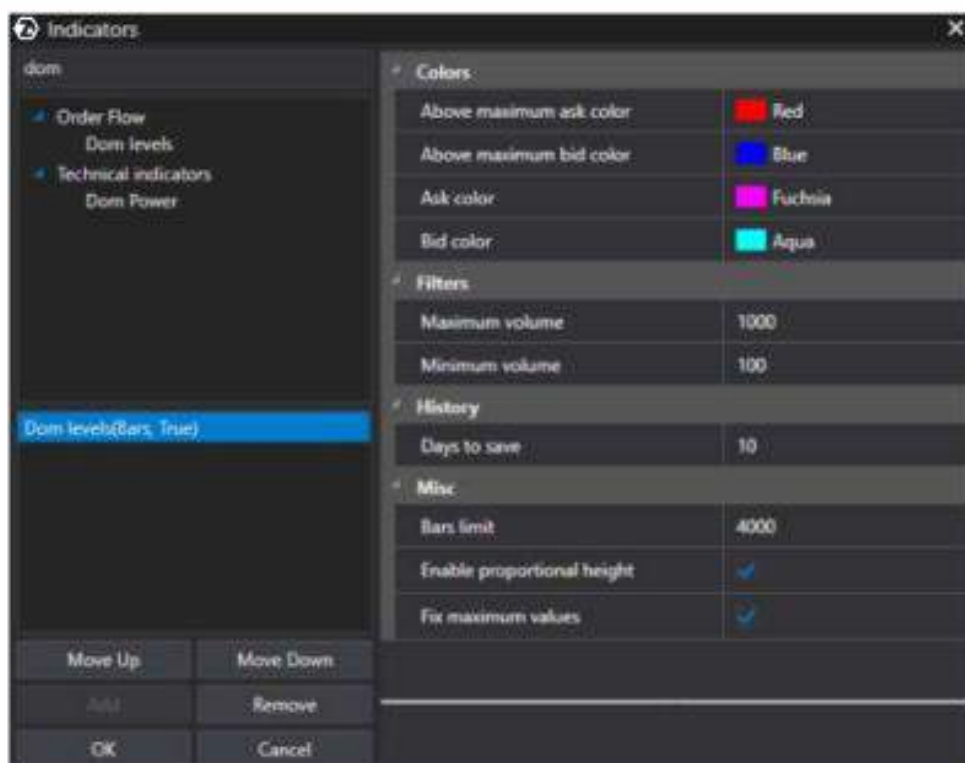 Indicators
dom
Order Flow
Dom levels
Technical indicators
Dom Power
Dom levels(Bars, True)
Move Up Move Down
Add Remove
OK Cancel
Colors
Above maximum ask color Red
Above maximum bid color Blue
Ask color Fuchsia
Bid color Aqua
Filters
Maximum volume 1000
Minimum volume 100
History
Days to save 10
Misc
Bars limit 4000
Enable proportional height
Fix maximum values